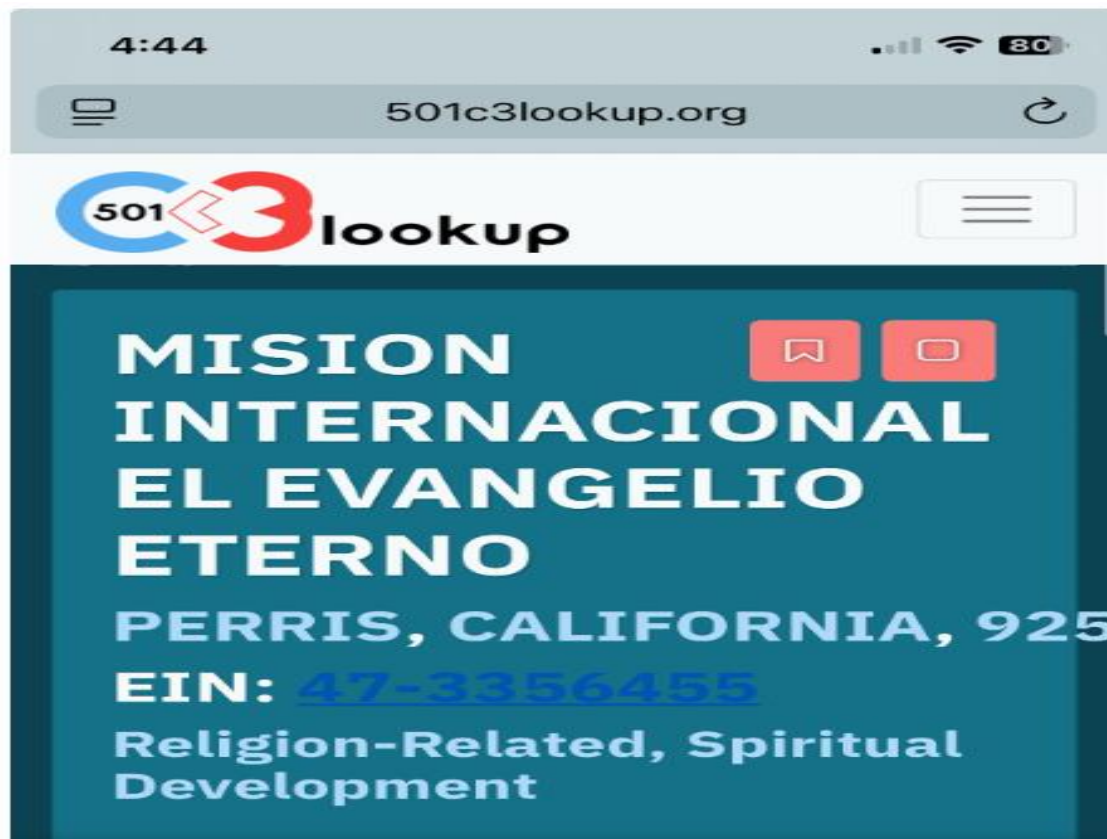 4:44
80
501c3lookup.org
501 C3 lookup
MISION
INTERNACIONAL
EL EVANGELIO
ETERNO
PERRIS, CALIFORNIA, 925
EIN: 47-3356455
Religion-Related, Spiritual
Development